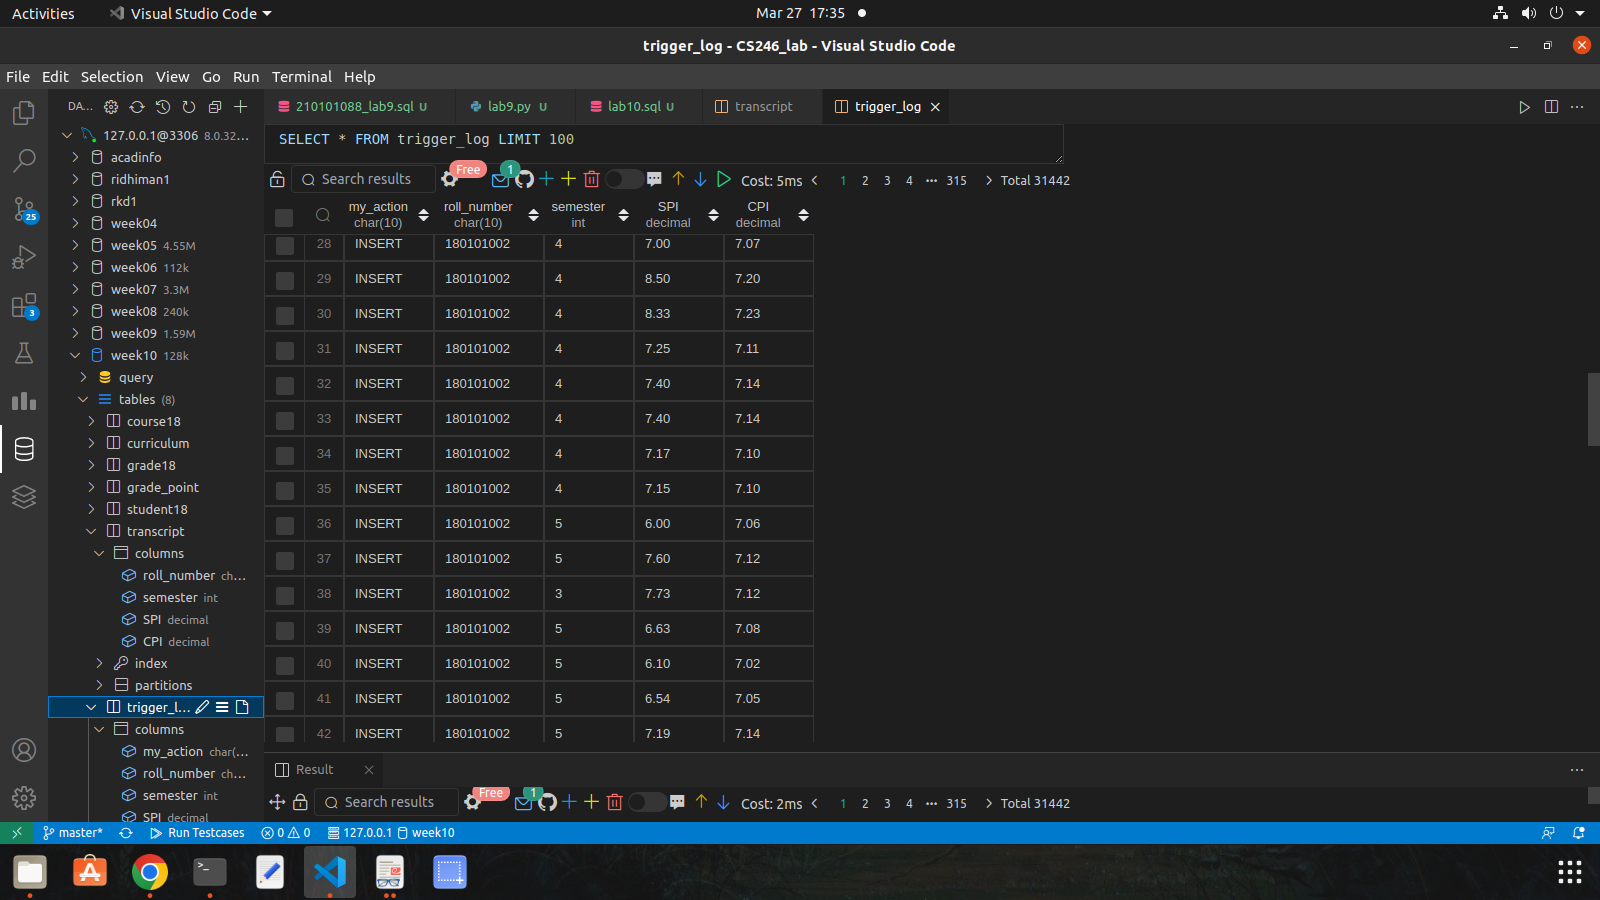 Activities
Visual Studio Code
Mar 27 17:35
trigger_log - CS246_lab - Visual Studio Code
File Edit Selection View Go Run Terminal Help
DA...
210101088_lab9.sql U
lab9.py U
lab10.sql U
transcript
trigger_log
127.0.0.1@3306 8.0.32...
acadinfo
ridhiman1
rkd1
week04
week05 4.55M
week06 112k
week07 3.3M
week08 240k
week09 1.59M
week10 128k
query
tables (8)
course18
curriculum
grade18
grade_point
student18
transcript
columns
roll_number cha...
semester int
SPI decimal
CPI decimal
index
partitions
trigger_l...
columns
my_action char(...
roll_number ch...
semester int
SPI decimal
25
3
SELECT * FROM trigger_log LIMIT 100
Search results
Free
1
Cost: 5ms
1 2 3 4 ••• 315
Total 31442
my_action char(10)
roll_number char(10)
semester int
SPI decimal
CPI decimal
28 INSERT 180101002 4 7.00 7.07
29 INSERT 180101002 4 8.50 7.20
30 INSERT 180101002 4 8.33 7.23
31 INSERT 180101002 4 7.25 7.11
32 INSERT 180101002 4 7.40 7.14
33 INSERT 180101002 4 7.40 7.14
34 INSERT 180101002 4 7.17 7.10
35 INSERT 180101002 4 7.15 7.10
36 INSERT 180101002 5 6.00 7.06
37 INSERT 180101002 5 7.60 7.12
38 INSERT 180101002 3 7.73 7.12
39 INSERT 180101002 5 6.63 7.08
40 INSERT 180101002 5 6.10 7.02
41 INSERT 180101002 5 6.54 7.05
42 INSERT 180101002 5 7.19 7.14
Result
Search results
Free
1
Cost: 2ms
1 2 3 4 ••• 315
Total 31442
master*
Run Testcases
0 0
127.0.0.1
week10